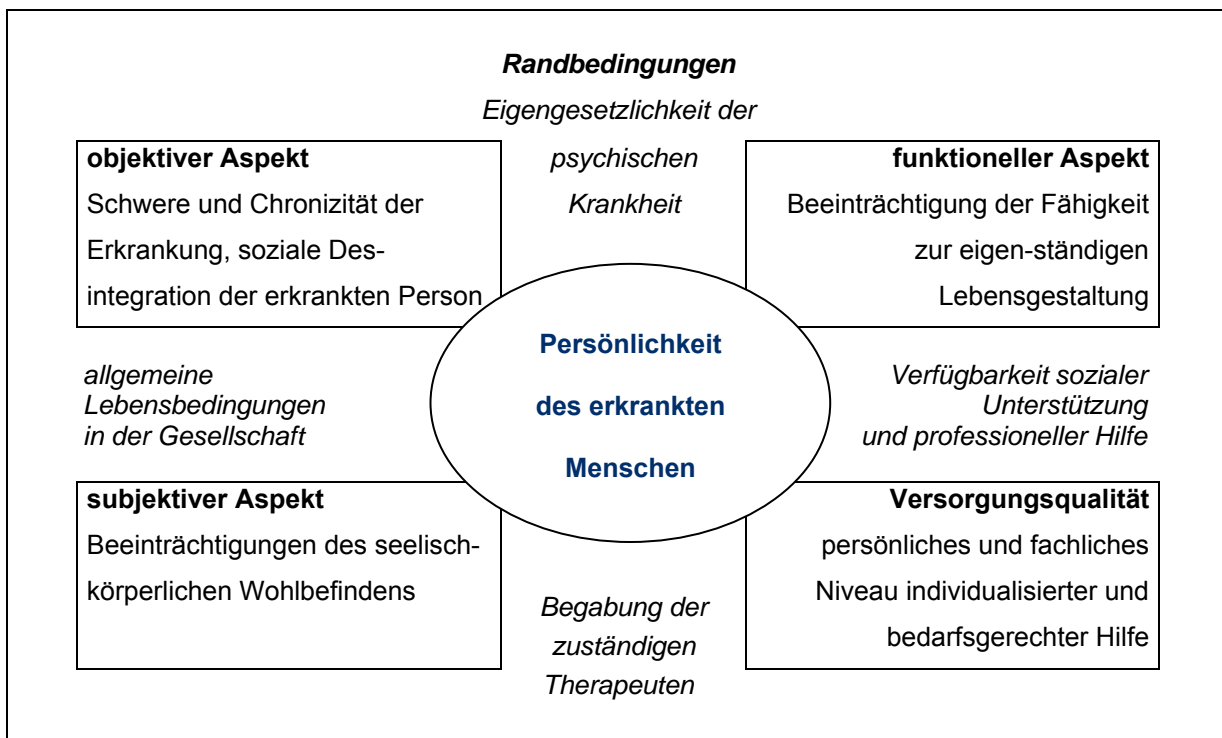 Randbedingungen
Eigengesetzlichkeit der
psychischen
Krankheit
objektiver Aspekt
Schwere und Chronizität der
Erkrankung, soziale Des-
integration der erkrankten Person
funktioneller Aspekt
Beeinträchtigung der Fähigkeit
zur eigen-ständigen
Lebensgestaltung
allgemeine
Lebensbedingungen
in der Gesellschaft
Persönlichkeit
des erkrankten
Menschen
Verfügbarkeit sozialer
Unterstützung
und professioneller Hilfe
subjektiver Aspekt
Beeinträchtigungen des seelisch-
körperlichen Wohlbefindens
Begabung der
zuständigen
Therapeuten
Versorgungsqualität
persönliches und fachliches
Niveau individualisierter und
bedarfsgerechter Hilfe